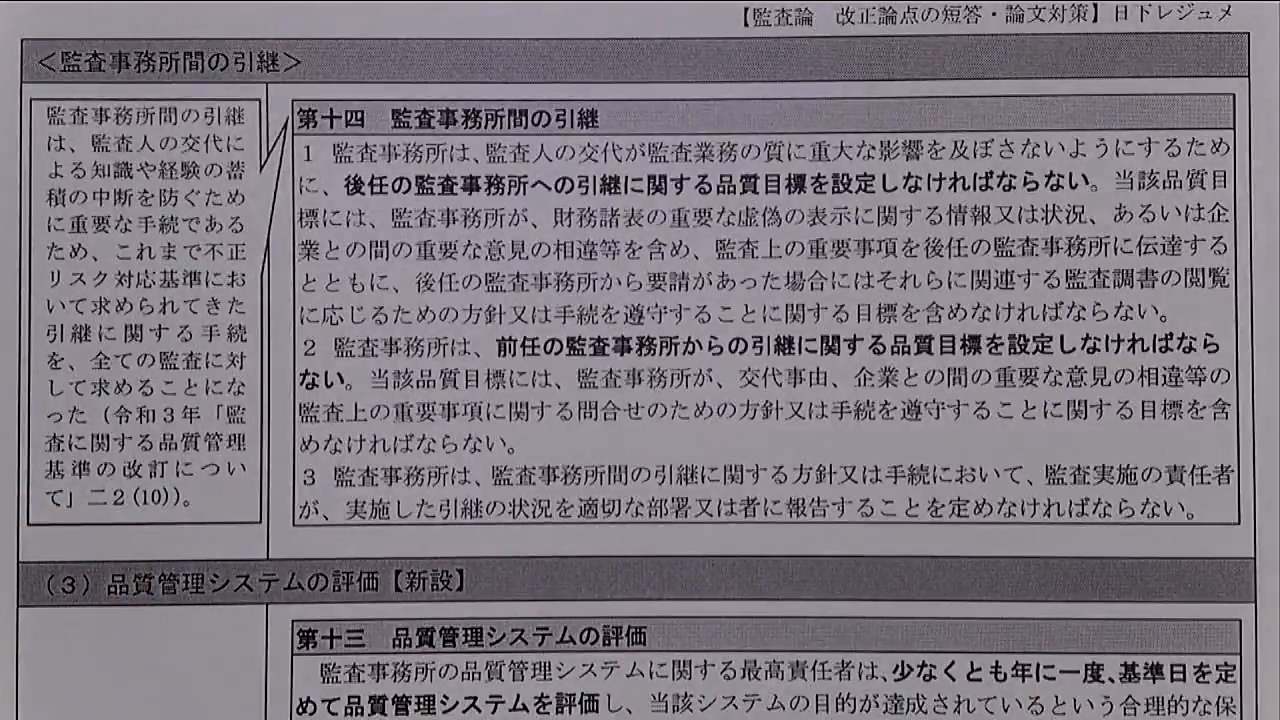 【監査論　改正論点の短答・論文対策】日下レジュメ
＜監査事務所間の引継＞
監査事務所間の引継
は、監査人の交代に
よる知識や経験の蓄
積の中断を防ぐため
に重要な手続である
ため、これまで不正
リスク対応基準にお
いて求められてきた
引継に関する手続
を、全ての監査に対
して求めることにな
った（令和３年「監
査に関する品質管理
基準の改訂につい
て」二２(10)）。
第十四　監査事務所間の引継
１　監査事務所は、監査人の交代が監査業務の質に重大な影響を及ぼさないようにするため
に、後任の監査事務所への引継に関する品質目標を設定しなければならない。当該品質目
標には、監査事務所が、財務諸表の重要な虚偽の表示に関する情報又は状況、あるいは企
業との間の重要な意見の相違等を含め、監査上の重要事項を後任の監査事務所に伝達する
とともに、後任の監査事務所から要請があった場合にはそれらに関連する監査調書の閲覧
に応じるための方針又は手続を遵守することに関する目標を含めなければならない。
２　監査事務所は、前任の監査事務所からの引継に関する品質目標を設定しなければなら
ない。当該品質目標には、監査事務所が、交代事由、企業との間の重要な意見の相違等の
監査上の重要事項に関する問合せのための方針又は手続を遵守することに関する目標を含
めなければならない。
３　監査事務所は、監査事務所間の引継に関する方針又は手続において、監査実施の責任者
が、実施した引継の状況を適切な部署又は者に報告することを定めなければならない。
（３）品質管理システムの評価【新設】
第十三　品質管理システムの評価
監査事務所の品質管理システムに関する最高責任者は、少なくとも年に一度、基準日を定
めて品質管理システムを評価し、当該システムの目的が達成されているという合理的な保